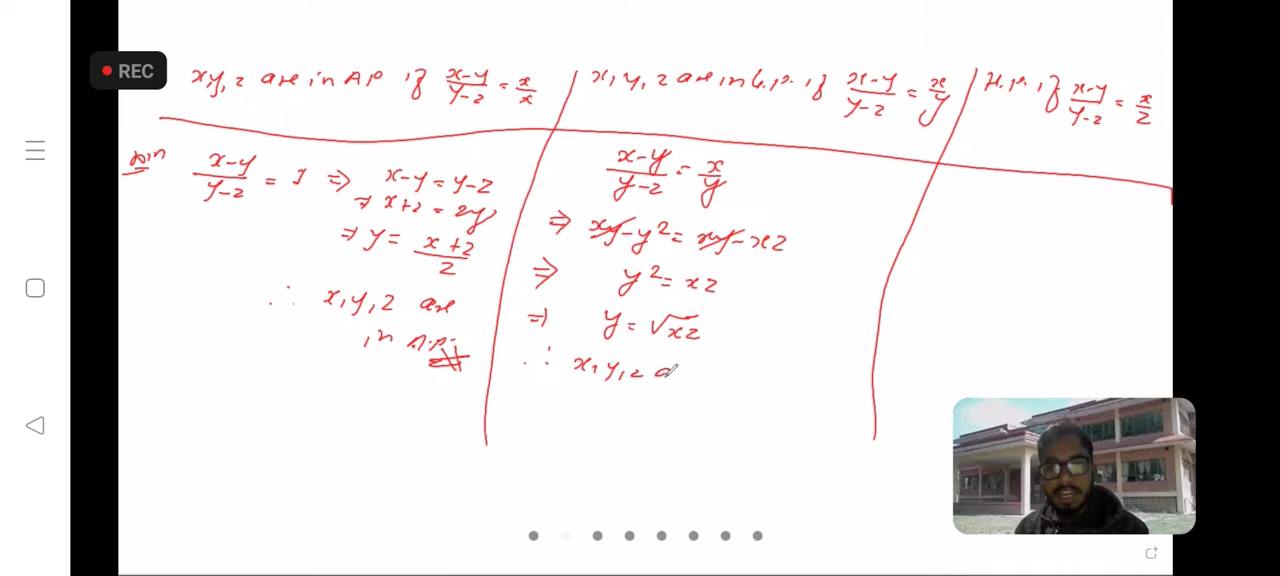 REC
x,y,z are in AP if (x-y)/(y-z) = x/x
x,y,z are in G.P. if (x-y)/(y-z) = x/y
H.P. if (x-y)/(y-z) = x/z
(x-y)/(y-z) = 1 ⇒ x-y = y-z
⇒ x+z = 2y
⇒ y = (x+z)/2
∴ x,y,z are
in A.P.
(x-y)/(y-z) = x/y
⇒ xy-y² = xy-xz
⇒ y² = xz
⇒ y = √xz
∴ x,y,z a